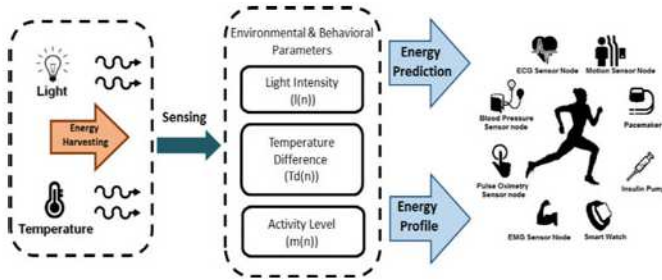 Light
Energy
Harvesting
Temperature
Sensing
Environmental & Behavioral
Parameters
Light Intensity
(I(n))
Temperature
Difference
(Td(n))
Activity Level
(m(n))
Energy
Prediction
Energy
Profile
ECG Sensor Node
Motion Sensor Node
Blood Pressure
Sensor node
Pacemaker
Pulse Oximetry
Sensor node
Insulin Pump
EMG Sensor Node
Smart Watch